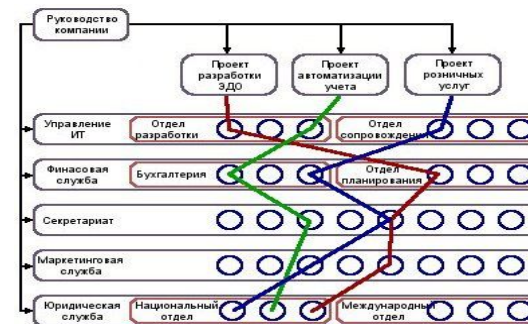 Руководство
компании
Проект
разработки
ЭДО
Проект
автоматизации
учета
Проект
розничных
услуг
Управление
ИТ
Отдел
разработки
Отдел
сопровождения
Финасовая
служба
Бухгалтерия
Отдел
планирования
Секретариат
Маркетинговая
служба
Юридическая
служба
Национальный
отдел
Международный
отдел